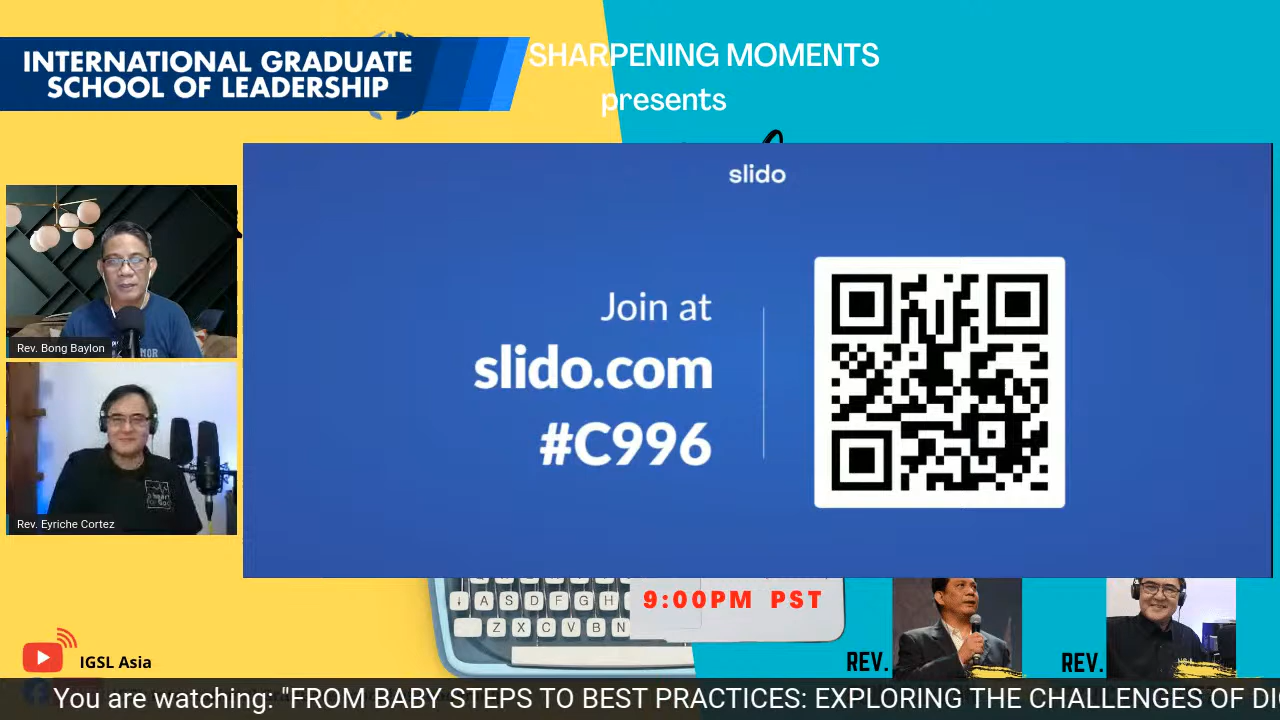 INTERNATIONAL GRADUATE
SCHOOL OF LEADERSHIP
SHARPENING MOMENTS
presents
slido
Join at
slido.com
#C996
Rev. Bong Baylon
MOR
Rev. Eyriche Cortez
A S D F G H
Z X C V B N
9:00PM PST
IGSL Asia
REV.
REV.
You are watching: "FROM BABY STEPS TO BEST PRACTICES: EXPLORING THE CHALLENGES OF DI